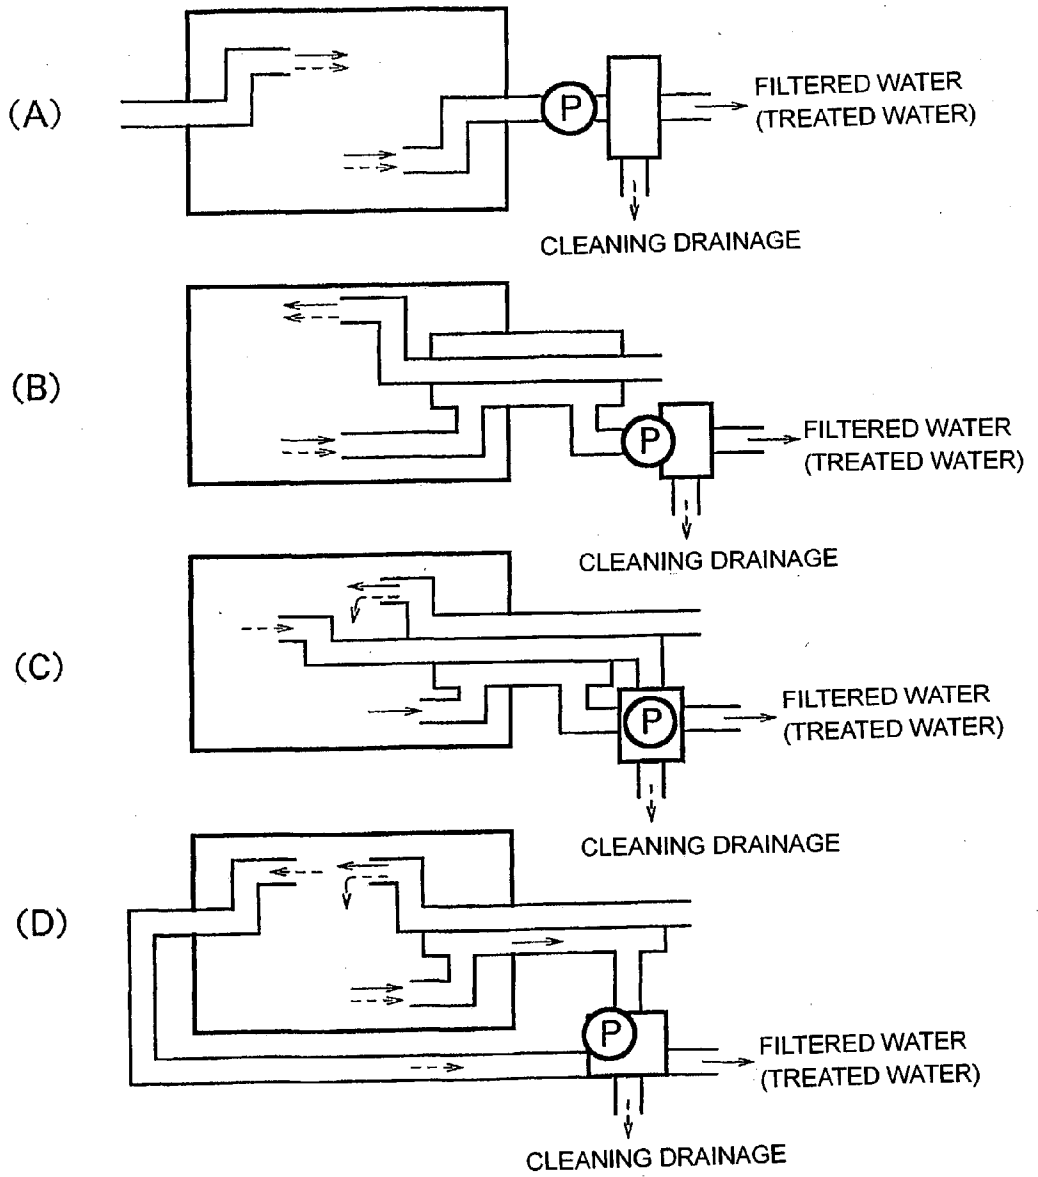 (A)
P
FILTERED WATER
(TREATED WATER)
CLEANING DRAINAGE
(B)
P
FILTERED WATER
(TREATED WATER)
CLEANING DRAINAGE
(C)
P
FILTERED WATER
(TREATED WATER)
CLEANING DRAINAGE
(D)
P
FILTERED WATER
(TREATED WATER)
CLEANING DRAINAGE